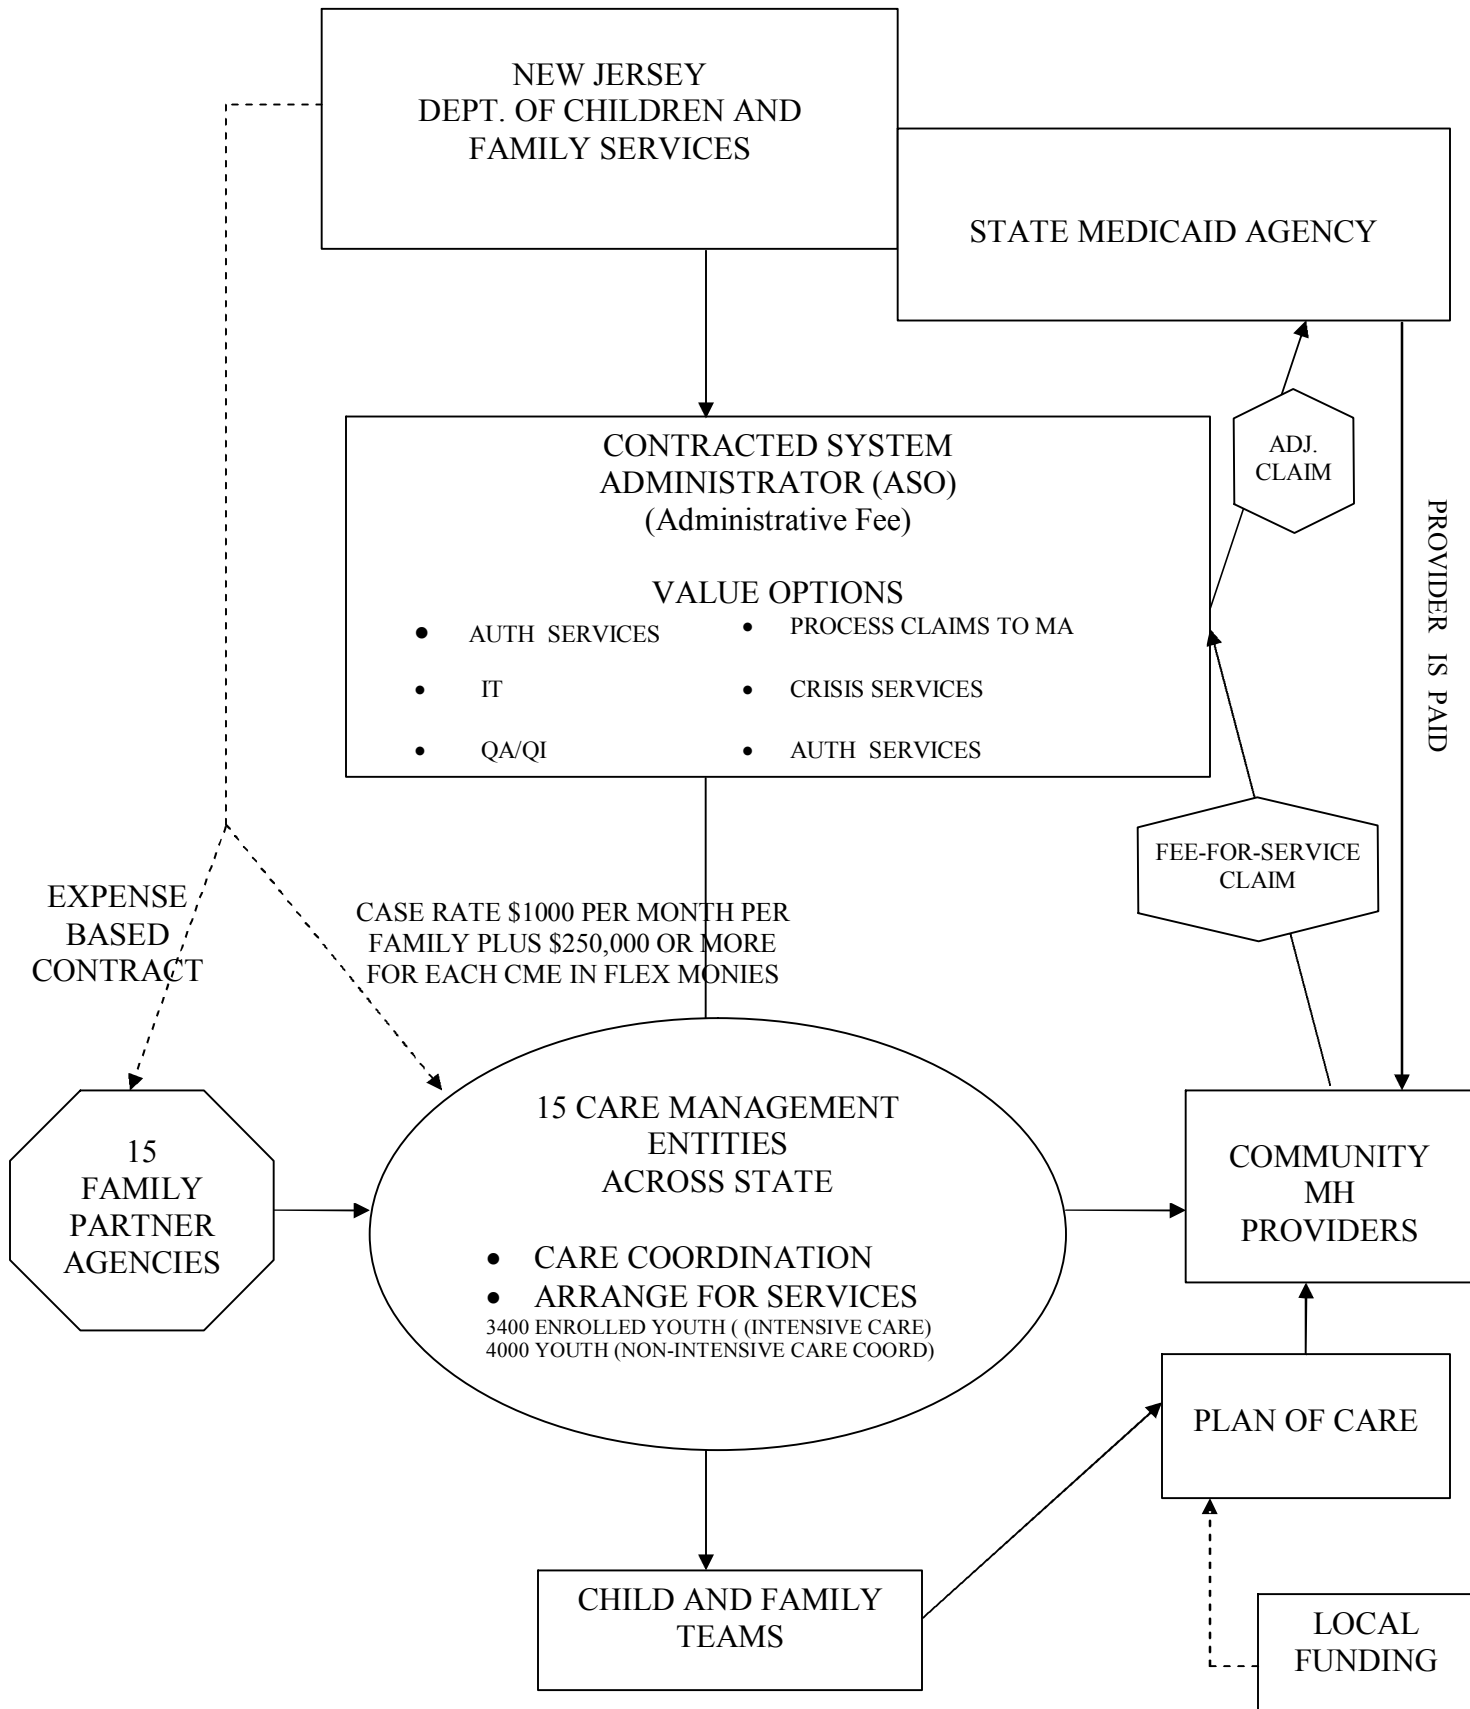 NEW JERSEY
DEPT. OF CHILDREN AND
FAMILY SERVICES
STATE MEDICAID AGENCY
CONTRACTED SYSTEM
ADMINISTRATOR (ASO)
(Administrative Fee)
VALUE OPTIONS
• AUTH SERVICES
• PROCESS CLAIMS TO MA
• IT
• CRISIS SERVICES
• QA/QI
• AUTH SERVICES
ADJ.
CLAIM
PROVIDER IS PAID
FEE-FOR-SERVICE
CLAIM
EXPENSE
BASED
CONTRACT
CASE RATE $1000 PER MONTH PER
FAMILY PLUS $250,000 OR MORE
FOR EACH CME IN FLEX MONIES
15
FAMILY
PARTNER
AGENCIES
15 CARE MANAGEMENT
ENTITIES
ACROSS STATE
• CARE COORDINATION
• ARRANGE FOR SERVICES
3400 ENROLLED YOUTH ( (INTENSIVE CARE)
4000 YOUTH (NON-INTENSIVE CARE COORD)
COMMUNITY
MH
PROVIDERS
PLAN OF CARE
CHILD AND FAMILY
TEAMS
LOCAL
FUNDING